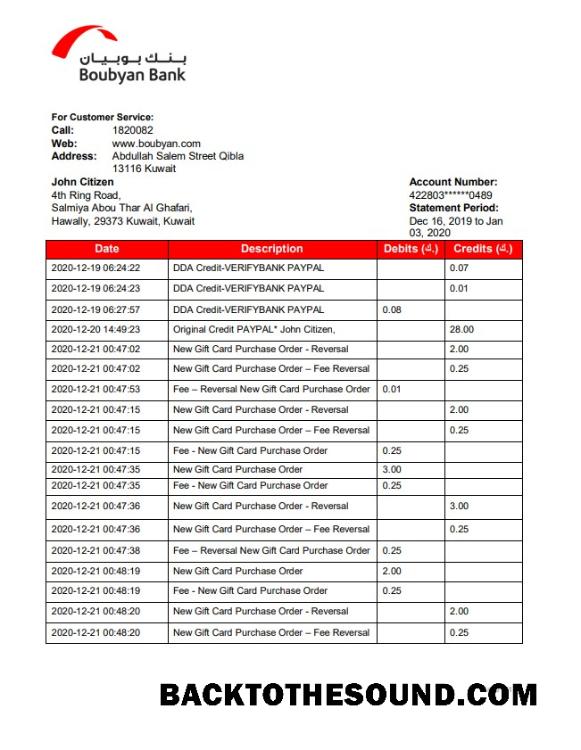 بنك بوبيان
Boubyan Bank
For Customer Service:
Call: 1820082
Web: www.boubyan.com
Address: Abdullah Salem Street Qibla
13116 Kuwait
John Citizen
4th Ring Road,
Salmiya Abou Thar Al Ghafari,
Hawally, 29373 Kuwait, Kuwait
Account Number:
422803******0489
Statement Period:
Dec 16, 2019 to Jan
03, 2020
Date Description Debits (د.) Credits (د.)
2020-12-19 06:24:22 DDA Credit-VERIFYBANK PAYPAL 0.07
2020-12-19 06:24:23 DDA Credit-VERIFYBANK PAYPAL 0.01
2020-12-19 06:27:57 DDA Credit-VERIFYBANK PAYPAL 0.08
2020-12-20 14:49:23 Original Credit PAYPAL* John Citizen, 28.00
2020-12-21 00:47:02 New Gift Card Purchase Order - Reversal 2.00
2020-12-21 00:47:02 New Gift Card Purchase Order – Fee Reversal 0.25
2020-12-21 00:47:53 Fee – Reversal New Gift Card Purchase Order 0.01
2020-12-21 00:47:15 New Gift Card Purchase Order - Reversal 2.00
2020-12-21 00:47:15 New Gift Card Purchase Order – Fee Reversal 0.25
2020-12-21 00:47:15 Fee - New Gift Card Purchase Order 0.25
2020-12-21 00:47:35 New Gift Card Purchase Order 3.00
2020-12-21 00:47:35 Fee - New Gift Card Purchase Order 0.25
2020-12-21 00:47:36 New Gift Card Purchase Order - Reversal 3.00
2020-12-21 00:47:36 New Gift Card Purchase Order – Fee Reversal 0.25
2020-12-21 00:47:38 Fee – Reversal New Gift Card Purchase Order 0.25
2020-12-21 00:48:19 New Gift Card Purchase Order 2.00
2020-12-21 00:48:19 Fee - New Gift Card Purchase Order 0.25
2020-12-21 00:48:20 New Gift Card Purchase Order - Reversal 2.00
2020-12-21 00:48:20 New Gift Card Purchase Order – Fee Reversal 0.25
BACKTOTHESOUND.COM